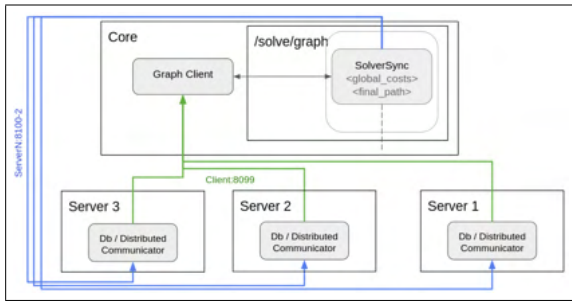 Core
/solve/graph
Graph Client
SolverSync
<global_costs>
<final_path>
ServerN:8100-2
Client:8099
Server 3
Server 2
Server 1
Db / Distributed
Communicator
Db / Distributed
Communicator
Db / Distributed
Communicator